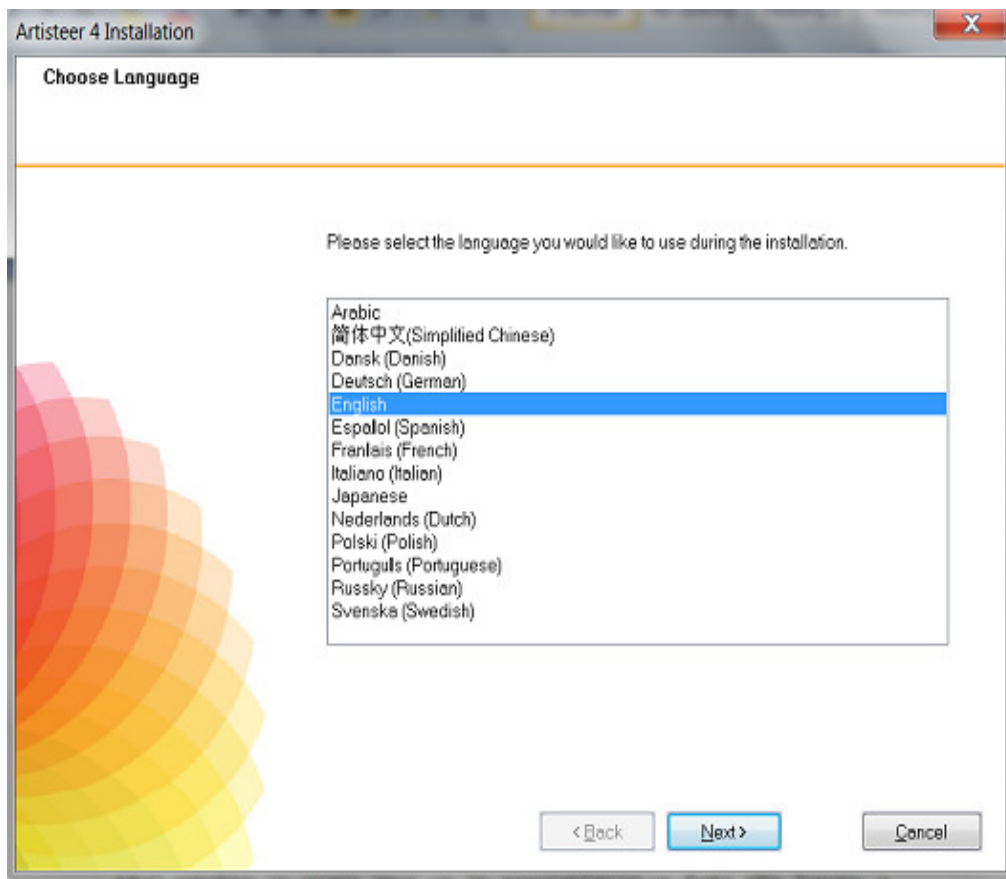 Artisteer 4 Installation
Choose Language
Please select the language you would like to use during the installation.
Arabic
简体中文(Simplified Chinese)
Dansk (Danish)
Deutsch (German)
English
Espalol (Spanish)
Franlais (French)
Italiano (Italian)
Japanese
Nederlands (Dutch)
Polski (Polish)
Portuguls (Portuguese)
Russky (Russian)
Svenska (Swedish)
< Back
Next >
Cancel